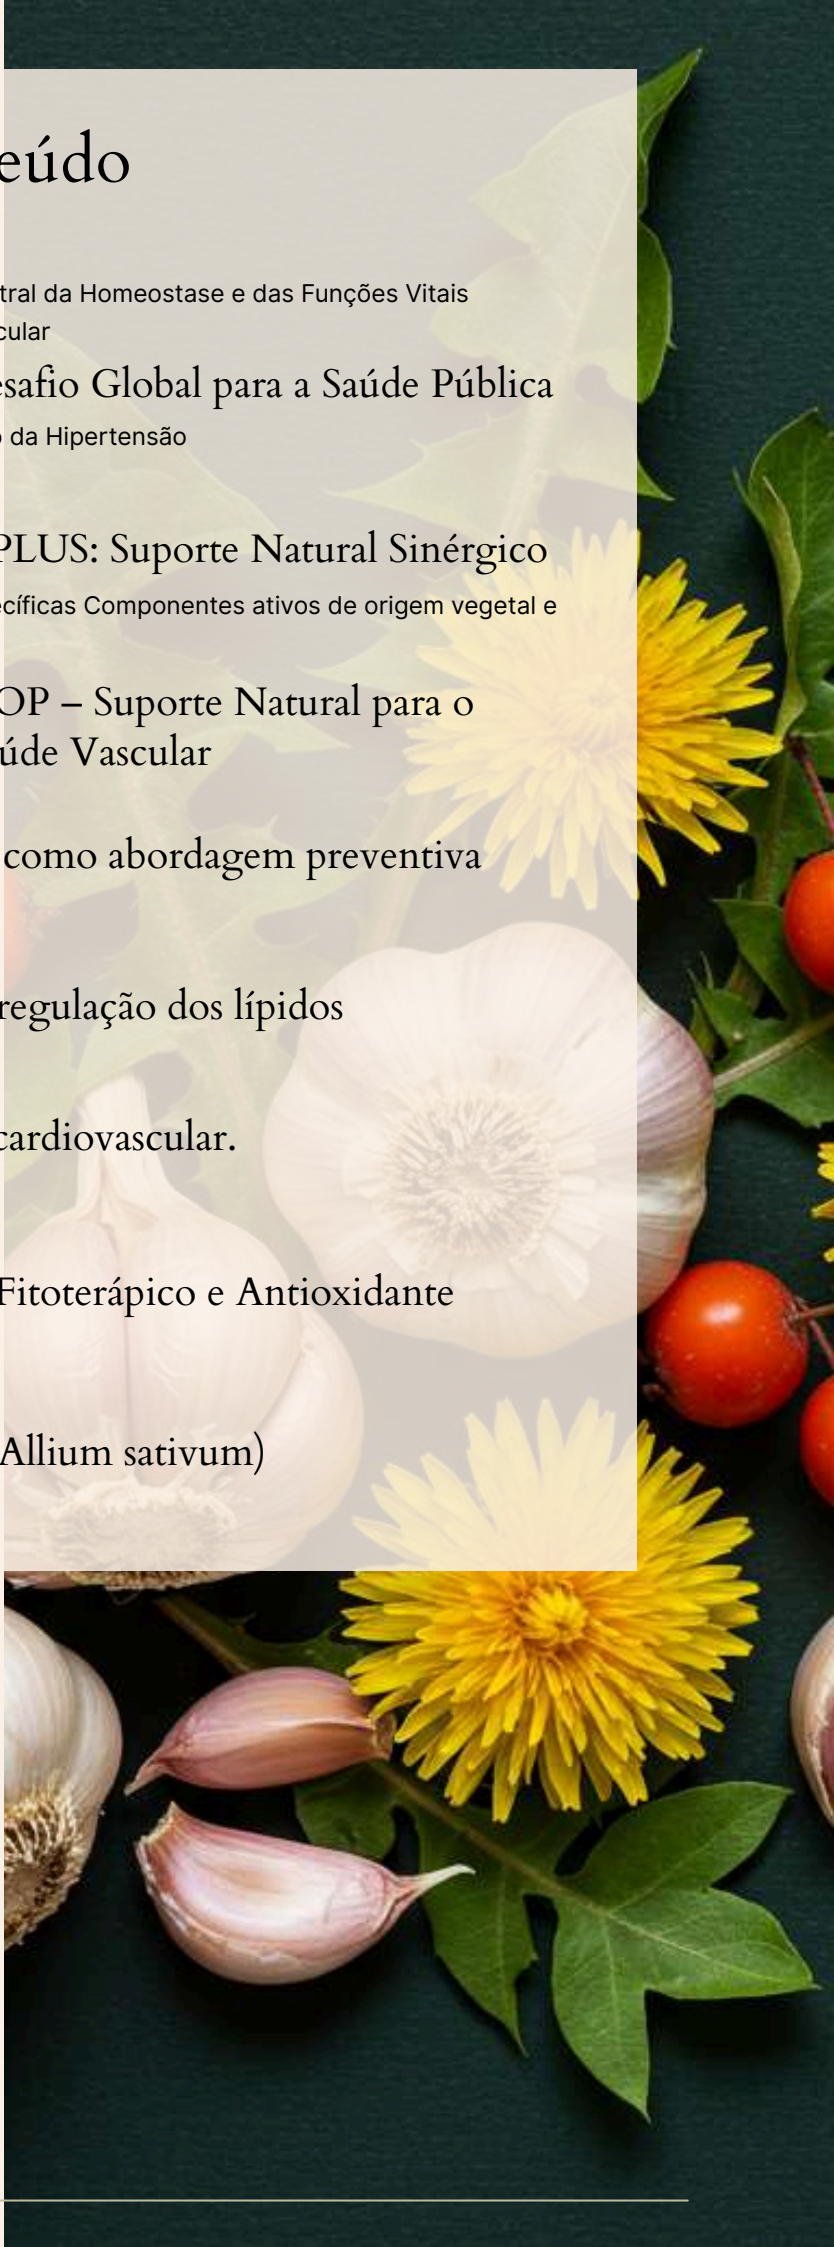 eúdo
tral da Homeostase e das Funções Vitais
cular
esafio Global para a Saúde Pública
o da Hipertensão
PLUS: Suporte Natural Sinérgico
ecíficas Componentes ativos de origem vegetal e
OP – Suporte Natural para o
úde Vascular
como abordagem preventiva
regulação dos lípidos
cardiovascular.
Fitoterápico e Antioxidante
Allium sativum)